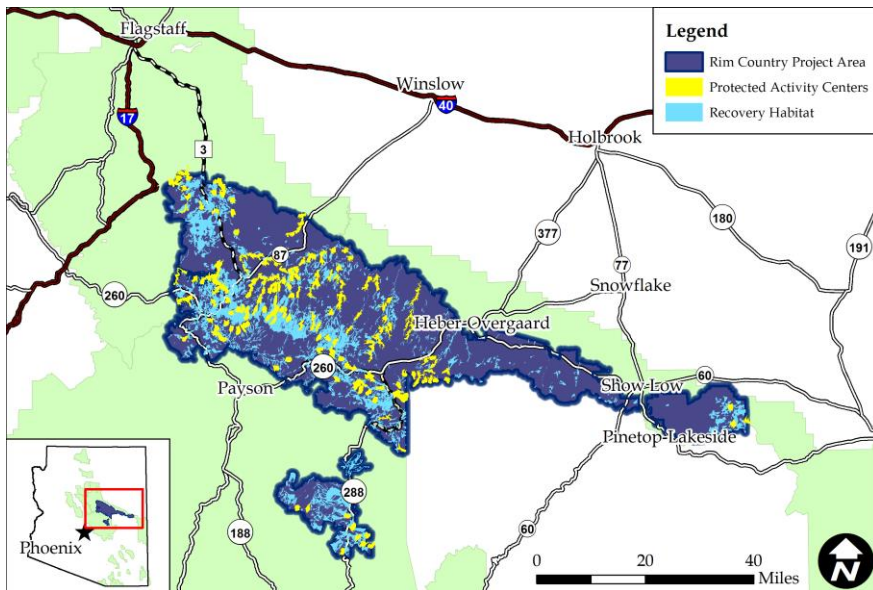 Flagstaff
Winslow
Holbrook
Snowflake
Heber-Overgaard
Show-Low
Pinetop-Lakeside
Payson
17
40
3
87
377
180
77
191
260
260
60
288
188
60
Legend
Rim Country Project Area
Protected Activity Centers
Recovery Habitat
Phoenix
0 20 40
Miles
N